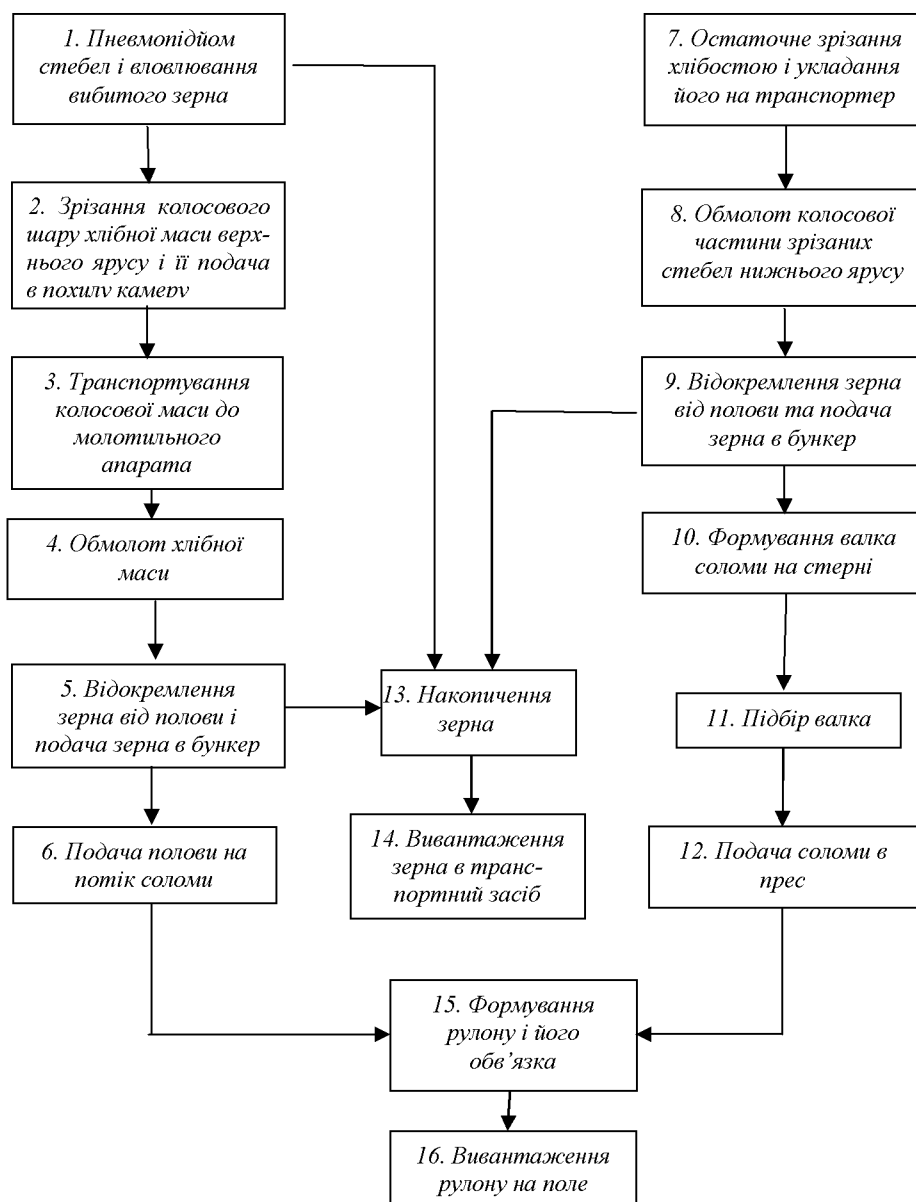 1. Пневмопідйом
стебел і вловлювання
вибитого зерна
2. Зрізання колосового
шару хлібної маси верх-
нього ярусу і її подача
в похилу камеру
3. Транспортування
колосової маси до
молотильного
апарата
4. Обмолот хлібної
маси
5. Відокремлення
зерна від полови і
подача зерна в бункер
6. Подача полови на
потік соломи
7. Остаточне зрізання
хлібостою і укладання
його на транспортер
8. Обмолот колосової
частини зрізаних
стебел нижнього ярусу
9. Відокремлення зерна
від полови та подача
зерна в бункер
10. Формування валка
соломи на стерні
11. Підбір валка
12. Подача соломи в
прес
13. Накопичення
зерна
14. Вивантаження
зерна в транс-
портний засіб
15. Формування
рулону і його
обв’язка
16. Вивантаження
рулону на поле